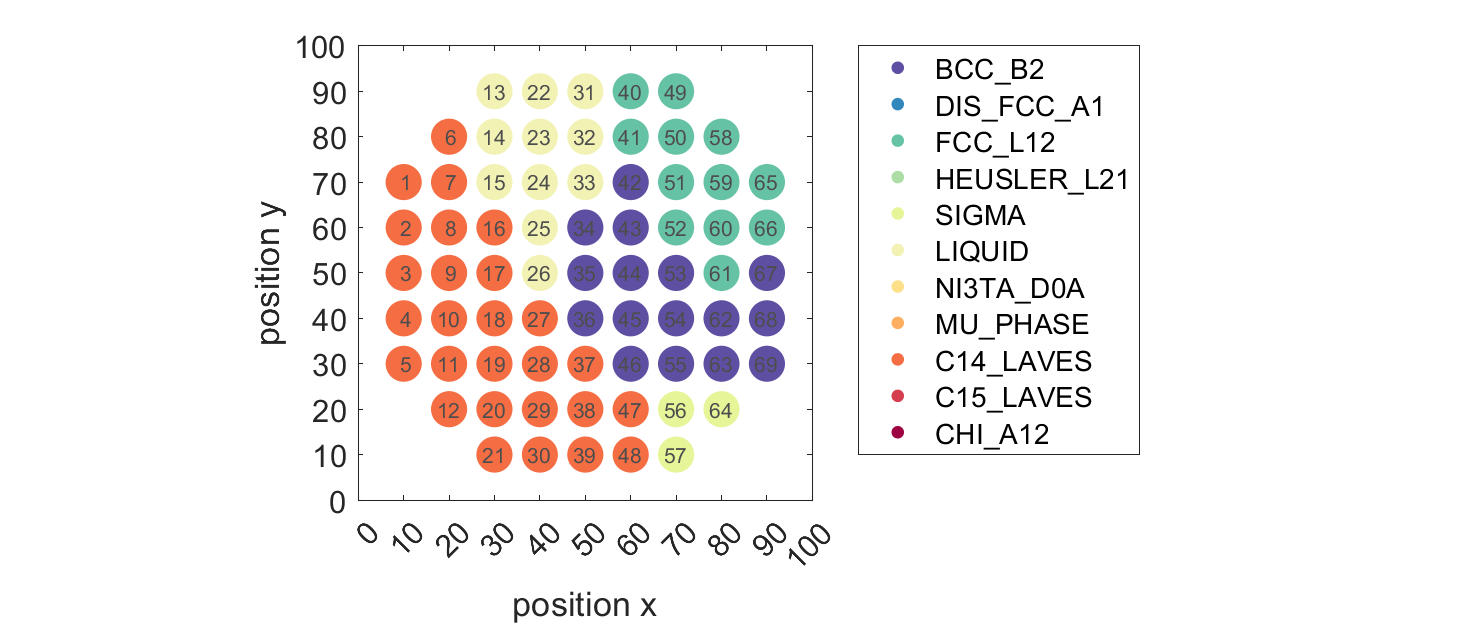 100
90 13 22 31 40 49
80 6 14 23 32 41 50 58
70 1 7 15 24 33 42 51 59 65
60 2 8 16 25 34 43 52 60 66
50 3 9 17 26 35 44 53 61 67
40 4 10 18 27 36 45 54 62 68
30 5 11 19 28 37 46 55 63 69
20 12 20 29 38 47 56 64
10 21 30 39 48 57
0
position y
0 10 20 30 40 50 60 70 80 90 100
position x
BCC_B2
DIS_FCC_A1
FCC_L12
HEUSLER_L21
SIGMA
LIQUID
NI3TA_D0A
MU_PHASE
C14_LAVES
C15_LAVES
CHI_A12